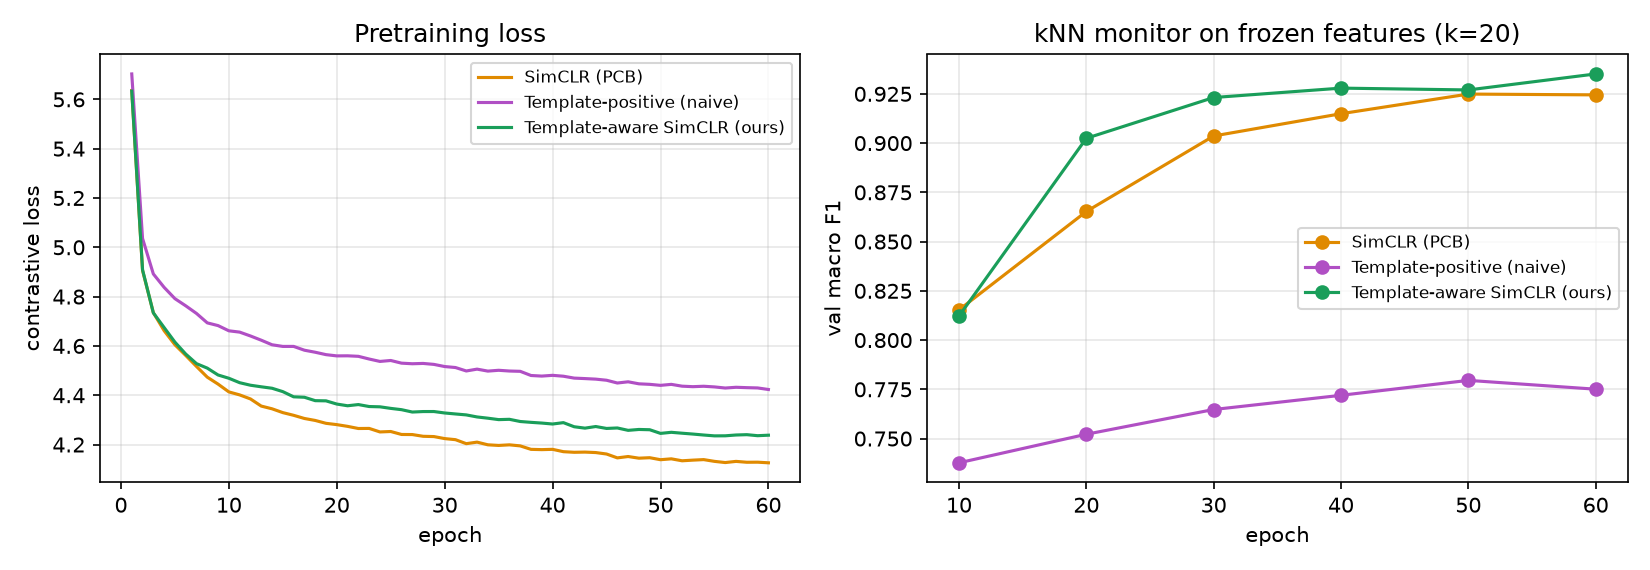 Pretraining loss
contrastive loss
5.6
5.4
5.2
5.0
4.8
4.6
4.4
4.2
0 10 20 30 40 50 60
epoch
SimCLR (PCB)
Template-positive (naive)
Template-aware SimCLR (ours)
kNN monitor on frozen features (k=20)
val macro F1
0.925
0.900
0.875
0.850
0.825
0.800
0.775
0.750
10 20 30 40 50 60
epoch
SimCLR (PCB)
Template-positive (naive)
Template-aware SimCLR (ours)